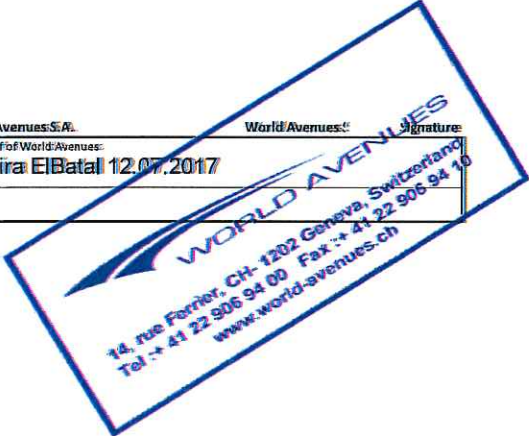 Avenues S.A. World Avenues Signature
f of World Avenues
ira ElBatal 12.07.2017
WORLD AVENUES
14, rue Ferrier, CH- 1202 Geneva, Switzerland
Tel :+ 41 22 906 94 00 Fax :+ 41 22 906 94 10
www.world-avenues.ch